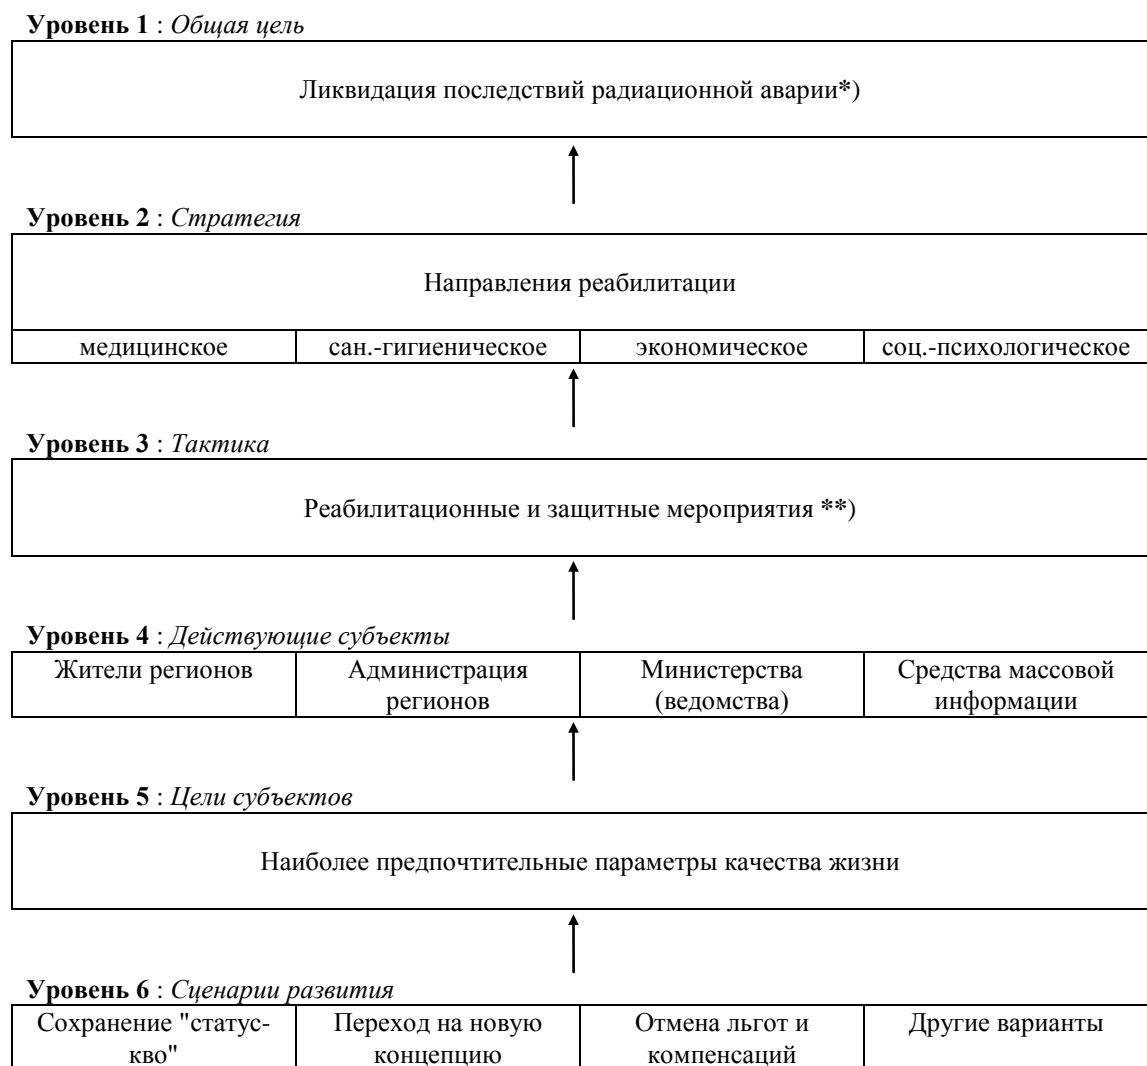 Уровень 1 : Общая цель
Ликвидация последствий радиационной аварии*)
Уровень 2 : Стратегия
Направления реабилитации
медицинское сан.-гигиеническое экономическое соц.-психологическое
Уровень 3 : Тактика
Реабилитационные и защитные мероприятия **)
Уровень 4 : Действующие субъекты
Жители регионов Администрация Министерства Средства массовой
регионов (ведомства) информации
Уровень 5 : Цели субъектов
Наиболее предпочтительные параметры качества жизни
Уровень 6 : Сценарии развития
Сохранение "статус- Переход на новую Отмена льгот и Другие варианты
кво" концепцию компенсаций